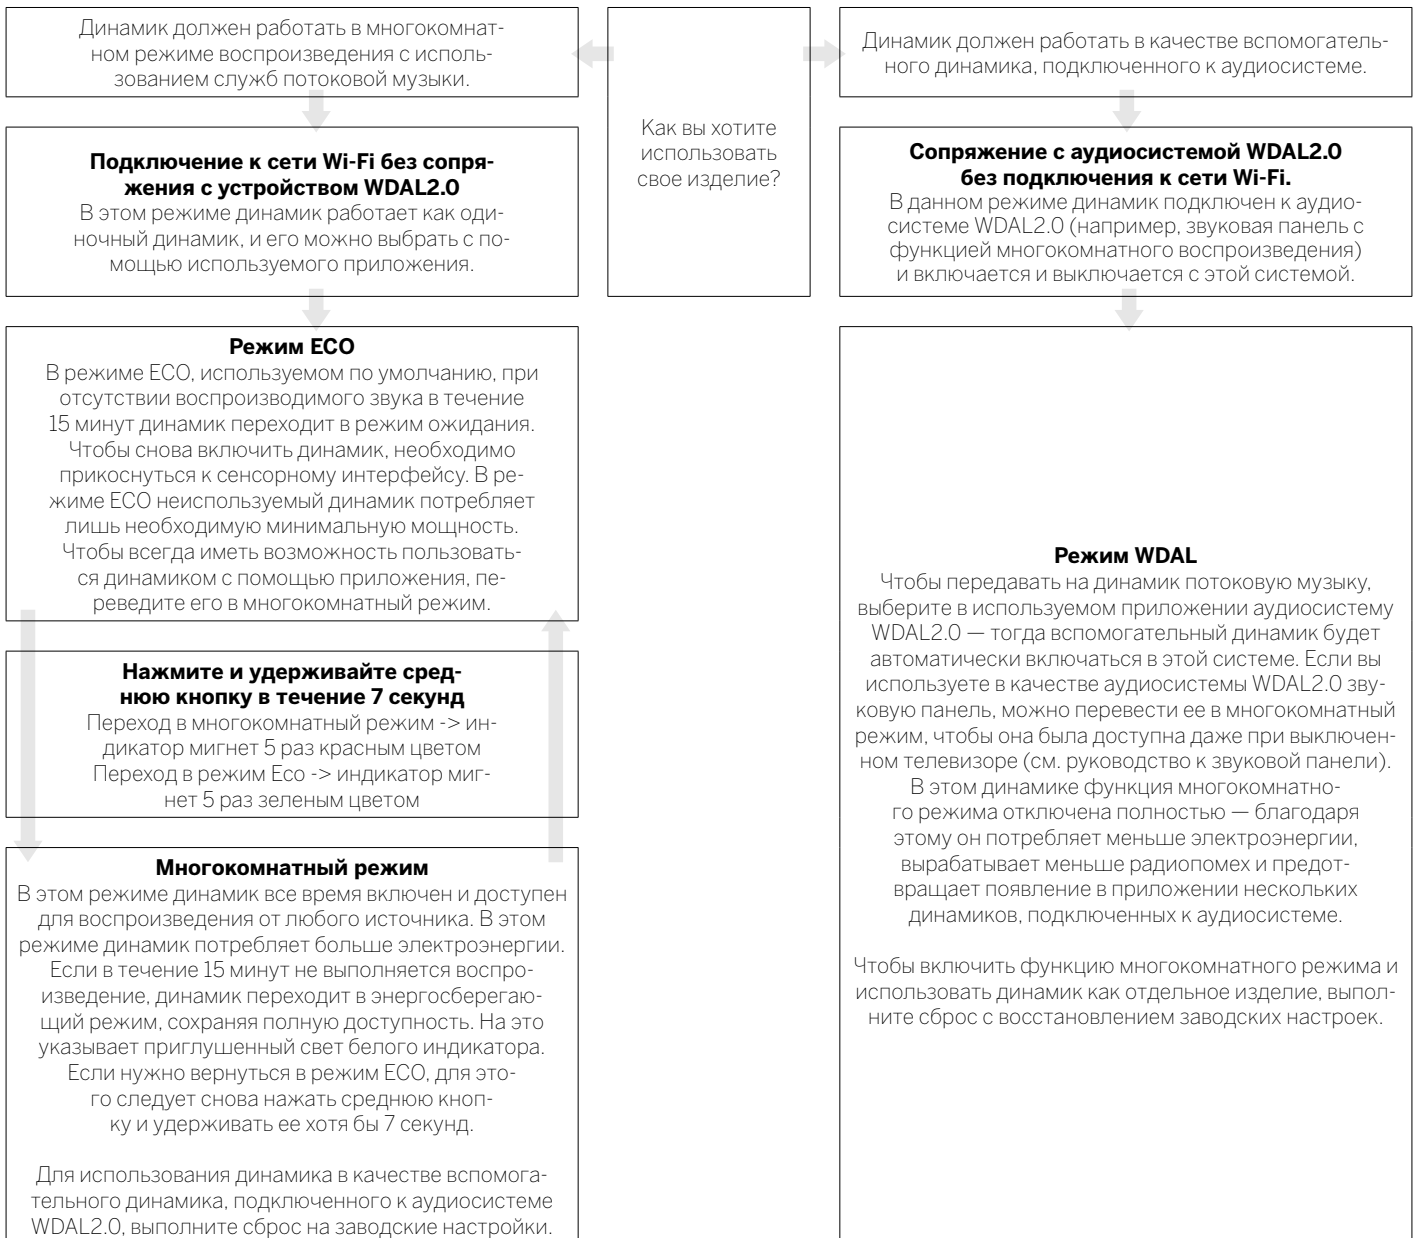 Динамик должен работать в многокомнат-
ном режиме воспроизведения с исполь-
зованием служб потоковой музыки.
Подключение к сети Wi-Fi без сопря-
жения с устройством WDAL2.0
В этом режиме динамик работает как оди-
ночный динамик, и его можно выбрать с по-
мощью используемого приложения.
Режим ECO
В режиме ECO, используемом по умолчанию, при
отсутствии воспроизводимого звука в течение
15 минут динамик переходит в режим ожидания.
Чтобы снова включить динамик, необходимо
прикоснуться к сенсорному интерфейсу. В ре-
жиме ECO неиспользуемый динамик потребляет
лишь необходимую минимальную мощность.
Чтобы всегда иметь возможность пользовать-
ся динамиком с помощью приложения, пе-
реведите его в многокомнатный режим.
Нажмите и удерживайте сред-
нюю кнопку в течение 7 секунд
Переход в многокомнатный режим -> ин-
дикатор мигнет 5 раз красным цветом
Переход в режим Eco -> индикатор миг-
нет 5 раз зеленым цветом
Многокомнатный режим
В этом режиме динамик все время включен и доступен
для воспроизведения от любого источника. В этом
режиме динамик потребляет больше электроэнергии.
Если в течение 15 минут не выполняется воспро-
изведение, динамик переходит в энергосберегаю-
щий режим, сохраняя полную доступность. На это
указывает приглушенный свет белого индикатора.
Если нужно вернуться в режим ECO, для это-
го следует снова нажать среднюю кноп-
ку и удерживать ее хотя бы 7 секунд.
Для использования динамика в качестве вспомога-
тельного динамика, подключенного к аудиосистеме
WDAL2.0, выполните сброс на заводские настройки.
Как вы хотите
использовать
свое изделие?
Динамик должен работать в качестве вспомогатель-
ного динамика, подключенного к аудиосистеме.
Сопряжение с аудиосистемой WDAL2.0
без подключения к сети Wi-Fi.
В данном режиме динамик подключен к аудио-
системе WDAL2.0 (например, звуковая панель с
функцией многокомнатного воспроизведения)
и включается и выключается с этой системой.
Режим WDAL
Чтобы передавать на динамик потоковую музыку,
выберите в используемом приложении аудиосистему
WDAL2.0 — тогда вспомогательный динамик будет
автоматически включаться в этой системе. Если вы
используете в качестве аудиосистемы WDAL2.0 зву-
ковую панель, можно перевести ее в многокомнатный
режим, чтобы она была доступна даже при выключен-
ном телевизоре (см. руководство к звуковой панели).
В этом динамике функция многокомнатно-
го режима отключена полностью — благодаря
этому он потребляет меньше электроэнергии,
вырабатывает меньше радиопомех и предот-
вращает появление в приложении нескольких
динамиков, подключенных к аудиосистеме.
Чтобы включить функцию многокомнатного режима и
использовать динамик как отдельное изделие, выпол-
ните сброс с восстановлением заводских настроек.